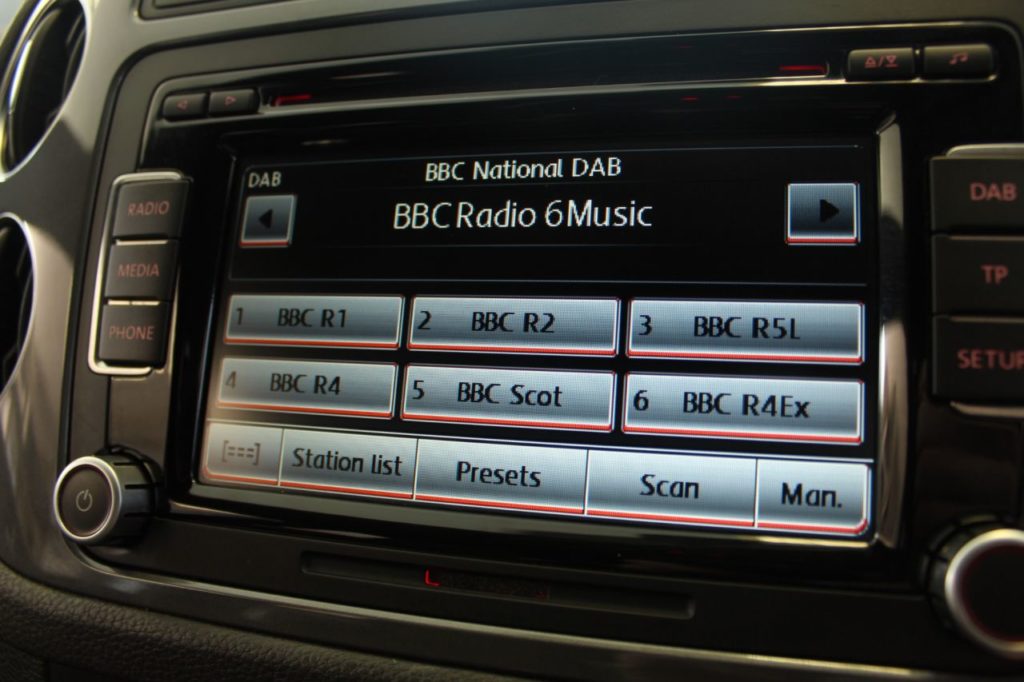 BBC National DAB
DAB
BBC Radio 6Music
RADIO
MEDIA
PHONE
DAB
TP
SETUP
1 BBC R1
2 BBC R2
3 BBC R5L
4 BBC R4
5 BBC Scot
6 BBC R4Ex
[===]
Station list
Presets
Scan
Man.